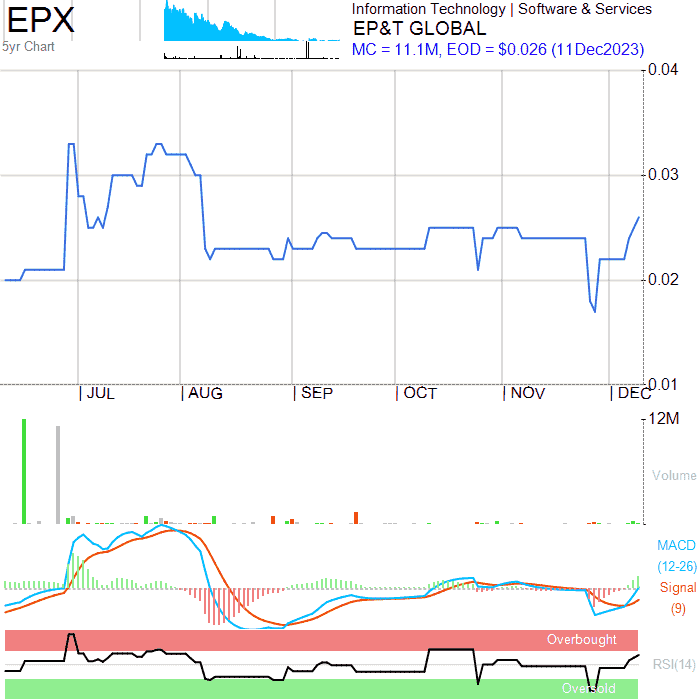 EPX
5yr Chart
Information Technology | Software & Services
EP&T GLOBAL
MC = 11.1M, EOD = $0.026 (11Dec2023)
0.04
0.03
0.02
0.01
| JUL | AUG | SEP | OCT | NOV | DEC
12M
Volume
MACD
(12-26)
Signal
(9)
Overbought
RSI(14)
Oversold